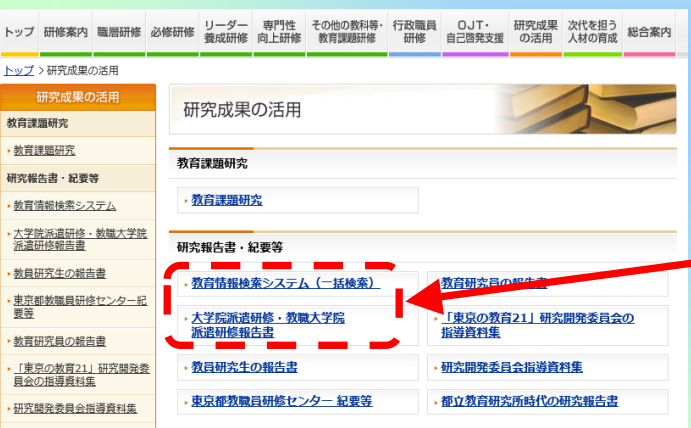 トップ 研修案内 職層研修 必修研修 リーダー養成研修 専門性向上研修 その他の教科等・教育課題研修 行政職員研修 OJT・自己啓発支援 研究成果の活用 次代を担う人材の育成 総合案内
トップ > 研究成果の活用
研究成果の活用
教育課題研究
教育課題研究
研究報告書・紀要等
教育情報検索システム
大学院派遣研修・教職大学院
派遣研修報告書
教員研究生の報告書
東京都教職員研修センター紀
要等
教育研究員の報告書
「東京の教育21」研究開発委
員会の指導資料集
研究開発委員会指導資料集
研究成果の活用
教育課題研究
教育課題研究
研究報告書・紀要等
教育情報検索システム（一括検索）
教育研究員の報告書
大学院派遣研修・教職大学院
派遣研修報告書
「東京の教育21」研究開発委員会の
指導資料集
教員研究生の報告書
研究開発委員会指導資料集
東京都教職員研修センター 紀要等
都立教育研究所時代の研究報告書